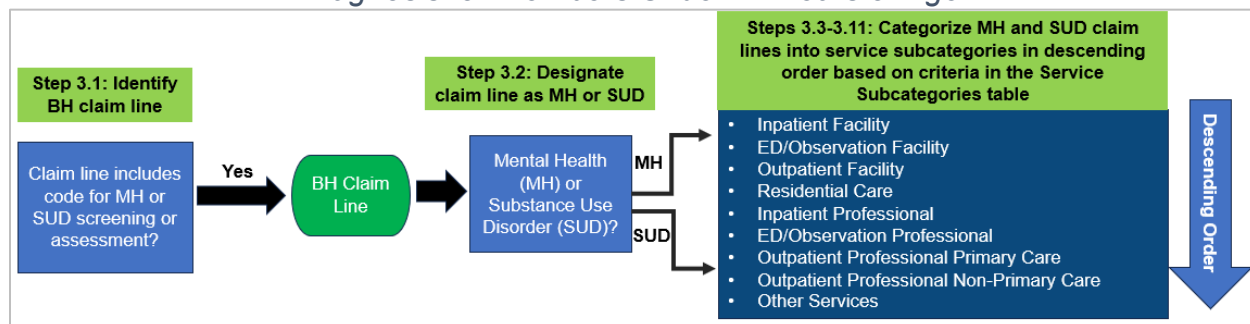 Step 3.1: Identify
BH claim line
Claim line includes
code for MH or
SUD screening or
assessment?
Yes
BH Claim
Line
Step 3.2: Designate
claim line as MH or SUD
Mental Health
(MH) or
Substance Use
Disorder (SUD)?
MH
SUD
Steps 3.3-3.11: Categorize MH and SUD claim
lines into service subcategories in descending
order based on criteria in the Service
Subcategories table
• Inpatient Facility
• ED/Observation Facility
• Outpatient Facility
• Residential Care
• Inpatient Professional
• ED/Observation Professional
• Outpatient Professional Primary Care
• Outpatient Professional Non-Primary Care
• Other Services
Descending Order